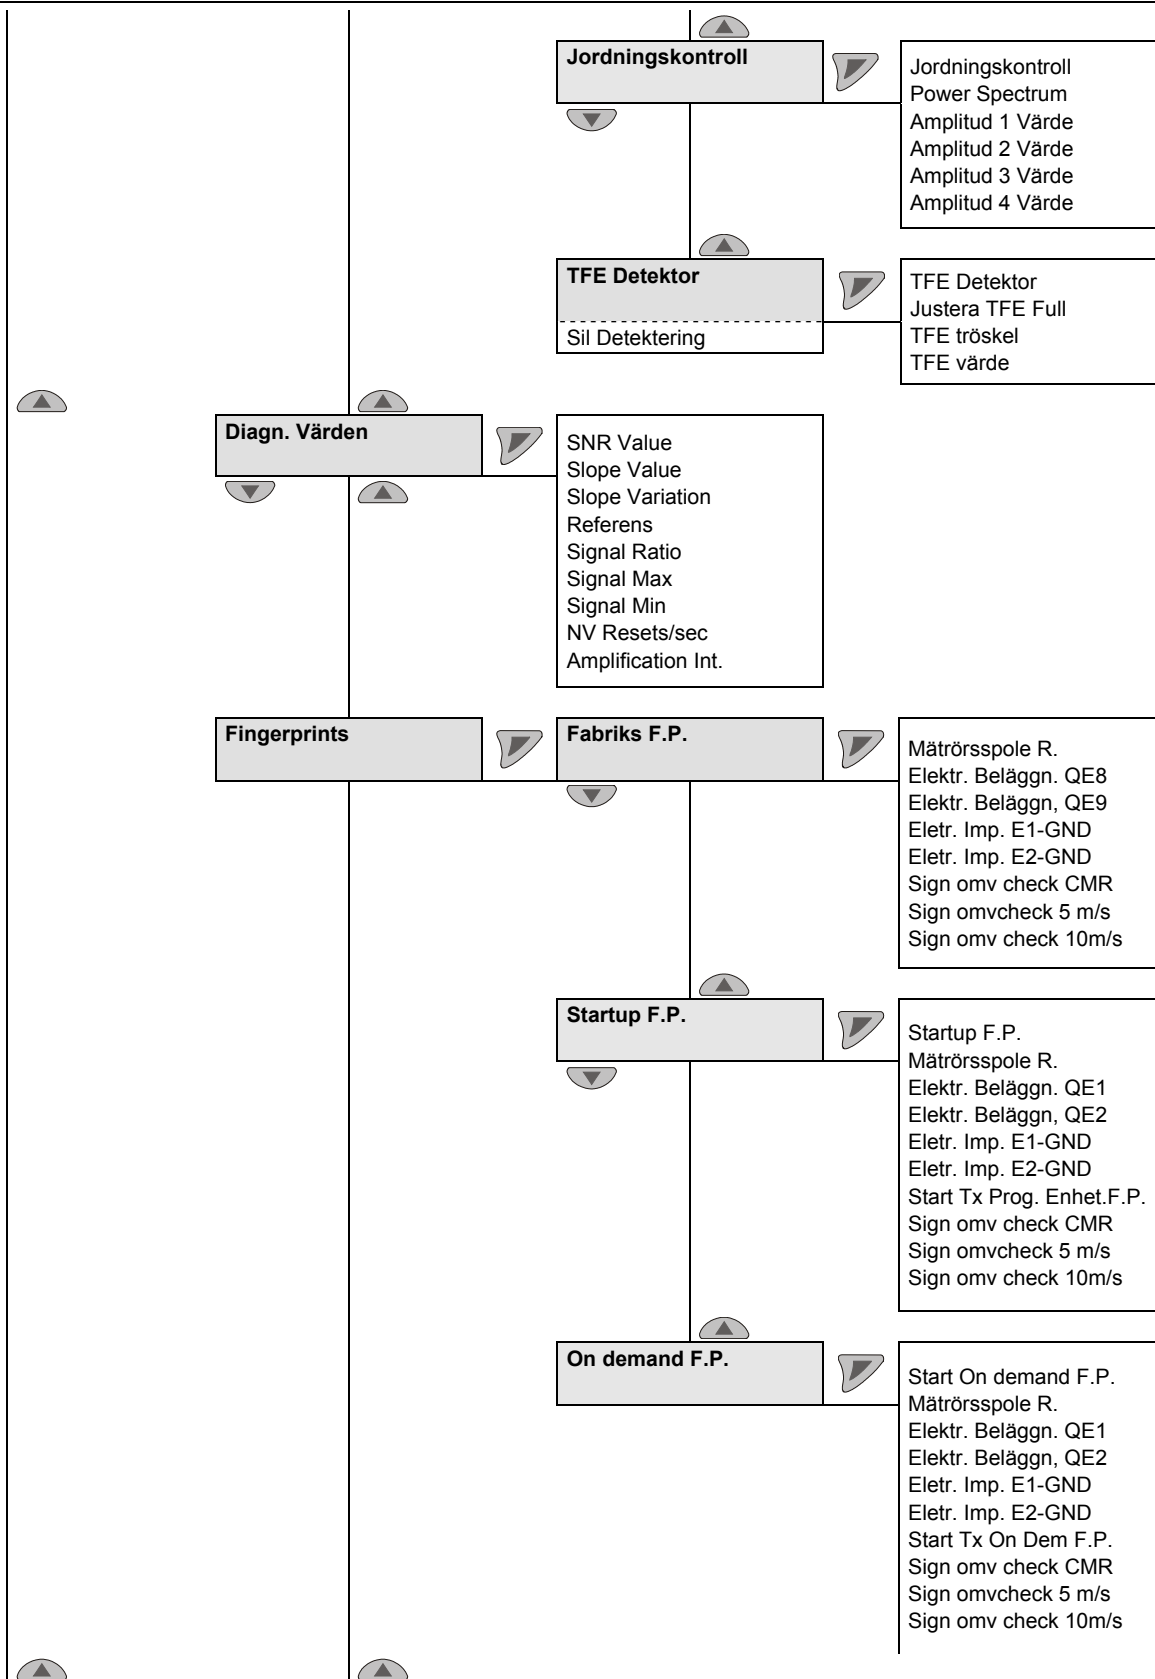 Jordningskontroll
Jordningskontroll
Power Spectrum
Amplitud 1 Värde
Amplitud 2 Värde
Amplitud 3 Värde
Amplitud 4 Värde
TFE Detektor
Sil Detektering
TFE Detektor
Justera TFE Full
TFE tröskel
TFE värde
Diagn. Värden
SNR Value
Slope Value
Slope Variation
Referens
Signal Ratio
Signal Max
Signal Min
NV Resets/sec
Amplification Int.
Fingerprints
Fabriks F.P.
Mätrörsspole R.
Elektr. Beläggn. QE8
Elektr. Beläggn, QE9
Eletr. Imp. E1-GND
Eletr. Imp. E2-GND
Sign omv check CMR
Sign omvcheck 5 m/s
Sign omv check 10m/s
Startup F.P.
Startup F.P.
Mätrörsspole R.
Elektr. Beläggn. QE1
Elektr. Beläggn, QE2
Eletr. Imp. E1-GND
Eletr. Imp. E2-GND
Start Tx Prog. Enhet.F.P.
Sign omv check CMR
Sign omvcheck 5 m/s
Sign omv check 10m/s
On demand F.P.
Start On demand F.P.
Mätrörsspole R.
Elektr. Beläggn. QE1
Elektr. Beläggn, QE2
Eletr. Imp. E1-GND
Eletr. Imp. E2-GND
Start Tx On Dem F.P.
Sign omv check CMR
Sign omvcheck 5 m/s
Sign omv check 10m/s